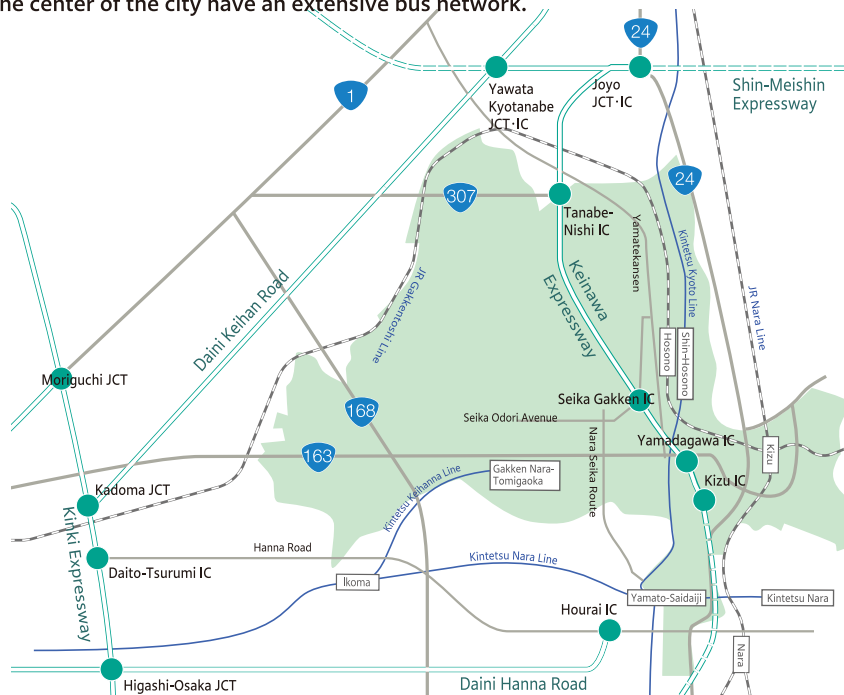 he center of the city have an extensive bus network.
24
Yawata
Kyotanabe
JCT·IC
Joyo
JCT·IC
Shin-Meishin
Expressway
1
24
307
Tanabe-
Nishi IC
Yamatekansen
Kintetsu Kyoto Line
JR Nara Line
Keinawa
Expressway
JR Gakkentoshi Line
Daini Keihan Road
Hosono
Shin-Hosono
Moriguchi JCT
168
Seika Gakken IC
Seika Odori Avenue
Nara Seika Route
Yamadagawa IC
Kizu
163
Gakken Nara-
Tomigaoka
Kizu IC
Kintetsu Keihanna Line
Kadoma JCT
Kinki Expressway
Hanna Road
Kintetsu Nara Line
Daito-Tsurumi IC
Ikoma
Yamato-Saidaiji
Kintetsu Nara
Hourai IC
Nara
Higashi-Osaka JCT
Daini Hanna Road